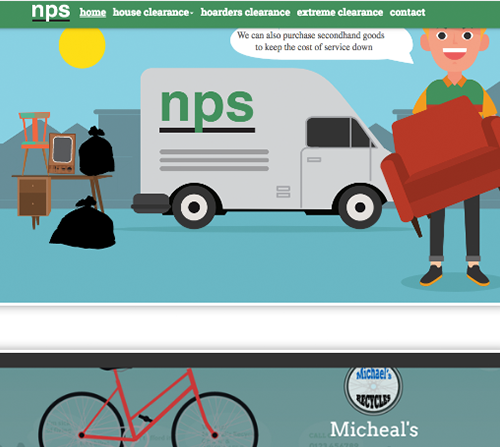 nps home house clearance hoarders clearance extreme clearance contact
We can also purchase secondhand goods
to keep the cost of service down
nps
Michael's
RECYCLES
Micheal's